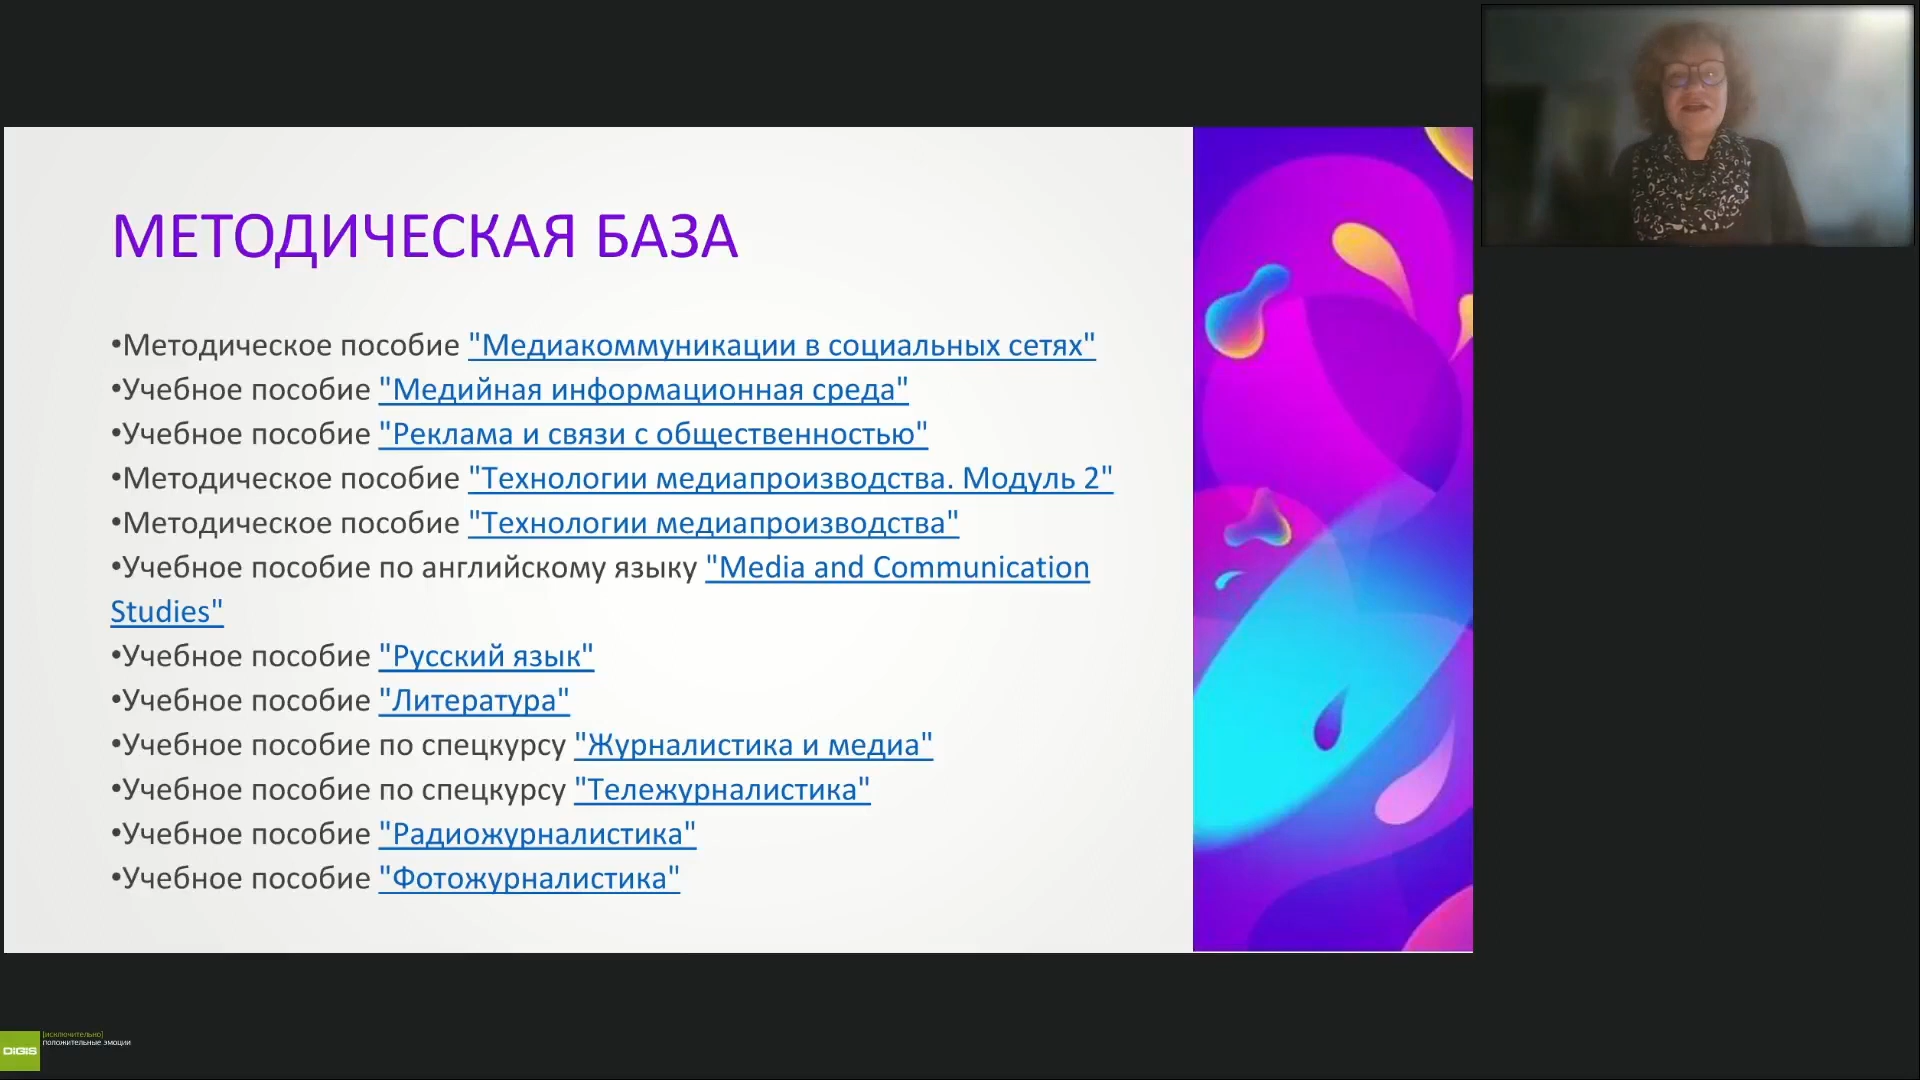 МЕТОДИЧЕСКАЯ БАЗА
•Методическое пособие "Медиакоммуникации в социальных сетях"
•Учебное пособие "Медийная информационная среда"
•Учебное пособие "Реклама и связи с общественностью"
•Методическое пособие "Технологии медиапроизводства. Модуль 2"
•Методическое пособие "Технологии медиапроизводства"
•Учебное пособие по английскому языку "Media and Communication
Studies"
•Учебное пособие "Русский язык"
•Учебное пособие "Литература"
•Учебное пособие по спецкурсу "Журналистика и медиа"
•Учебное пособие по спецкурсу "Тележурналистика"
•Учебное пособие "Радиожурналистика"
•Учебное пособие "Фотожурналистика"
DIGIS
[исключительно]
положительные эмоции